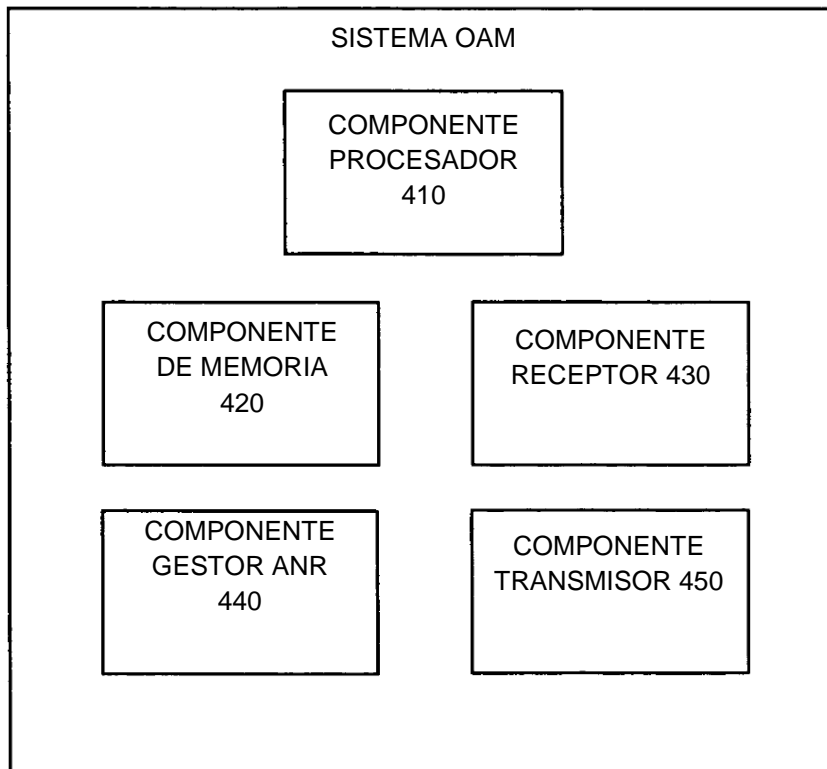 SISTEMA OAM
COMPONENTE
PROCESADOR
410
COMPONENTE
DE MEMORIA
420
COMPONENTE
RECEPTOR 430
COMPONENTE
GESTOR ANR
440
COMPONENTE
TRANSMISOR 450